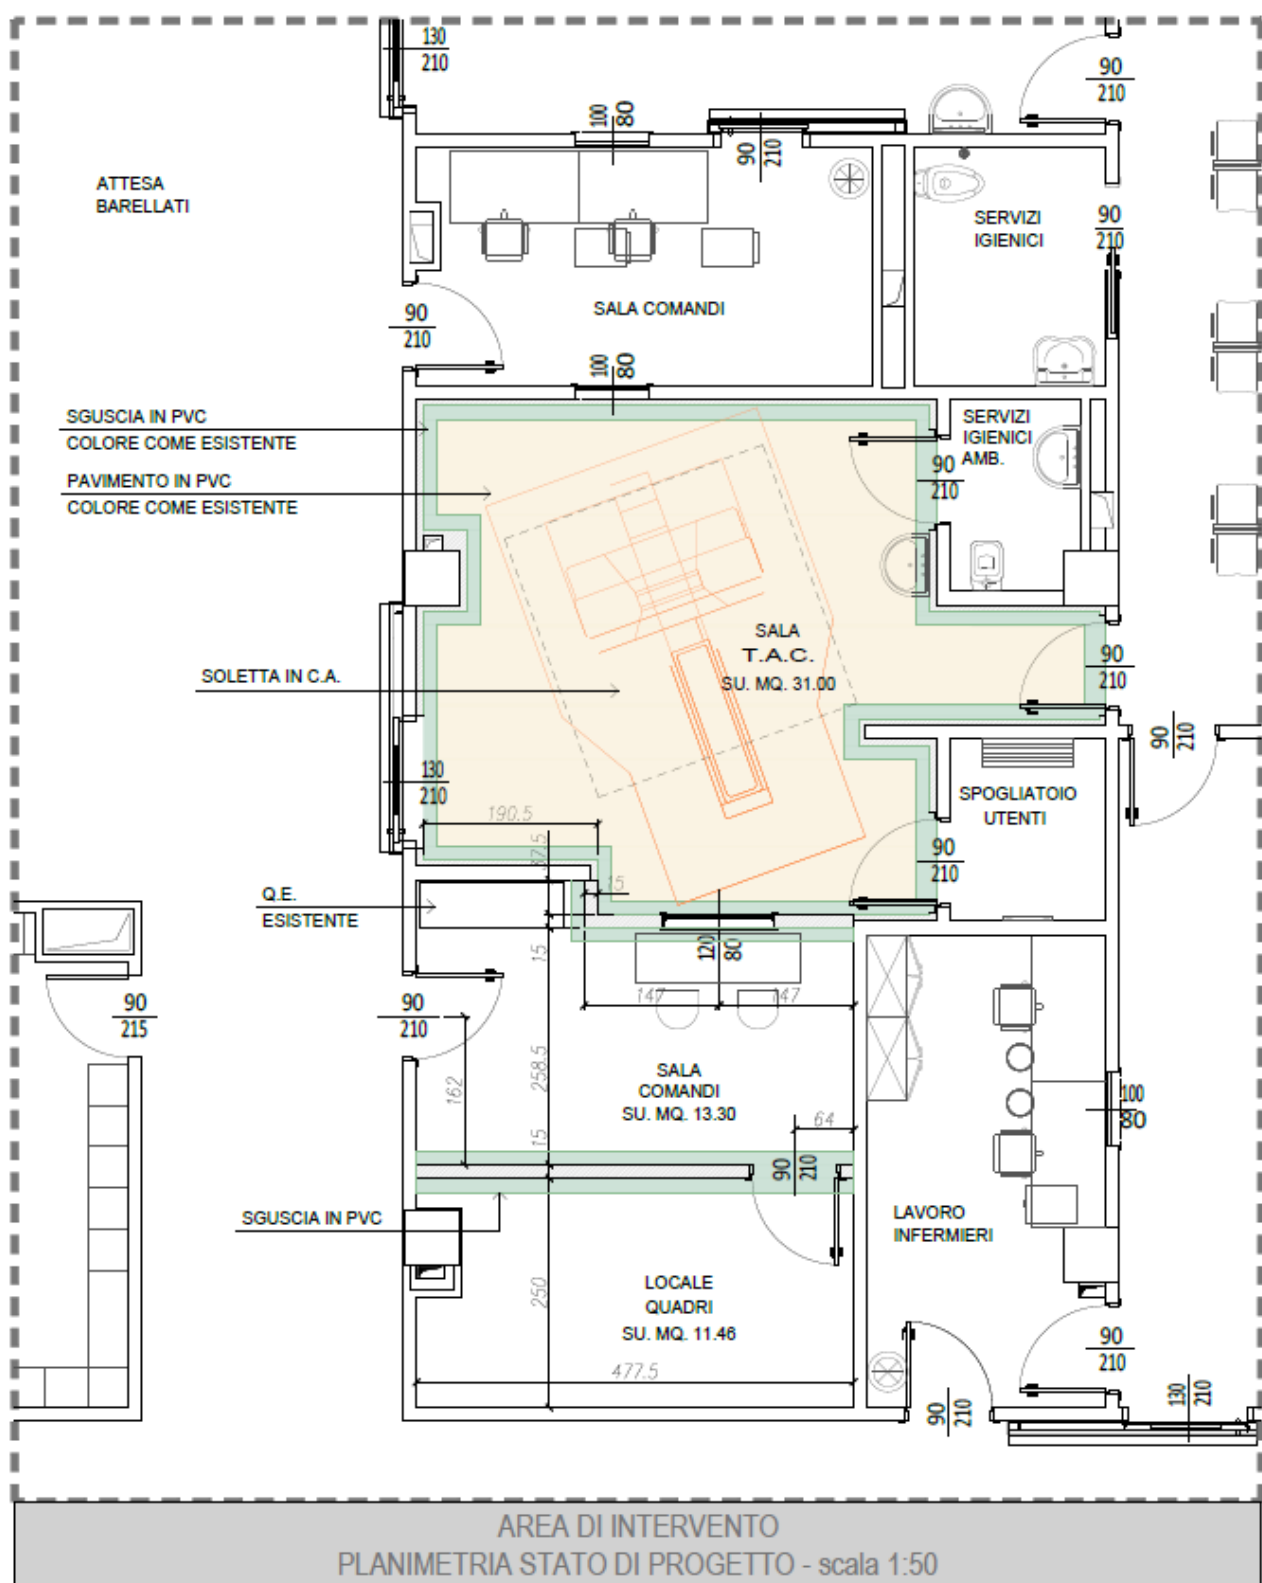 130
210
90
210
100
80
90
210
ATTESA
BARELLATI
SERVIZI
IGIENICI
90
210
SALA COMANDI
90
210
100
80
SGUSCIA IN PVC
COLORE COME ESISTENTE
SERVIZI
IGIENICI
AMB.
90
210
PAVIMENTO IN PVC
COLORE COME ESISTENTE
SALA
T.A.C.
SU. MQ. 31.00
SOLETTA IN C.A.
90
210
90
210
130
210
190.5
SPOGLIATOIO
UTENTI
90
210
15
Q.E.
ESISTENTE
15
120
80
90
215
90
210
147
147
258.5
162
SALA
COMANDI
SU. MQ. 13.30
64
100
80
15
90
210
SGUSCIA IN PVC
LAVORO
INFERMIERI
250
LOCALE
QUADRI
SU. MQ. 11.46
477.5
90
210
90
210
130
210
AREA DI INTERVENTO
PLANIMETRIA STATO DI PROGETTO - scala 1:50